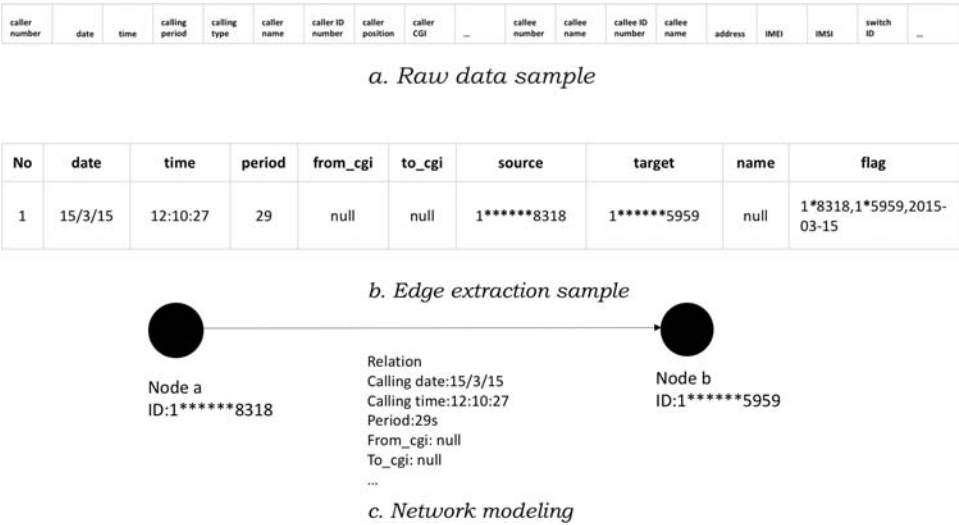 caller number date time calling period calling type caller name caller ID number caller position caller CGI ... callee number callee name callee ID number callee name address IMEI IMSI switch ID ...
a. Raw data sample
No date time period from_cgi to_cgi source target name flag
1 15/3/15 12:10:27 29 null null 1******8318 1******5959 null 1*8318,1*5959,2015-
03-15
b. Edge extraction sample
Node a
ID:1******8318
Relation
Calling date:15/3/15
Calling time:12:10:27
Period:29s
From_cgi: null
To_cgi: null
...
Node b
ID:1******5959
c. Network modeling